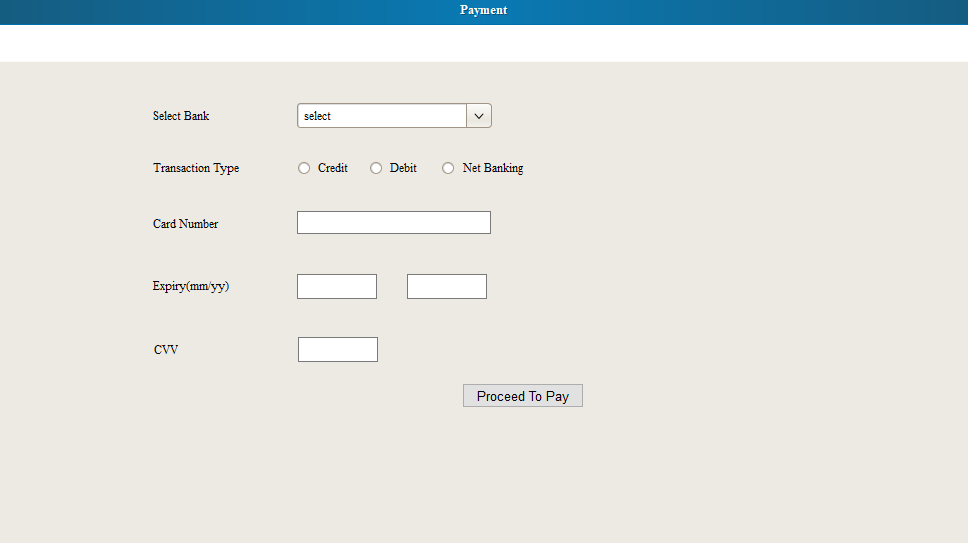 Payment
Select Bank select
Transaction Type Credit Debit Net Banking
Card Number
Expiry(mm/yy)
CVV
Proceed To Pay